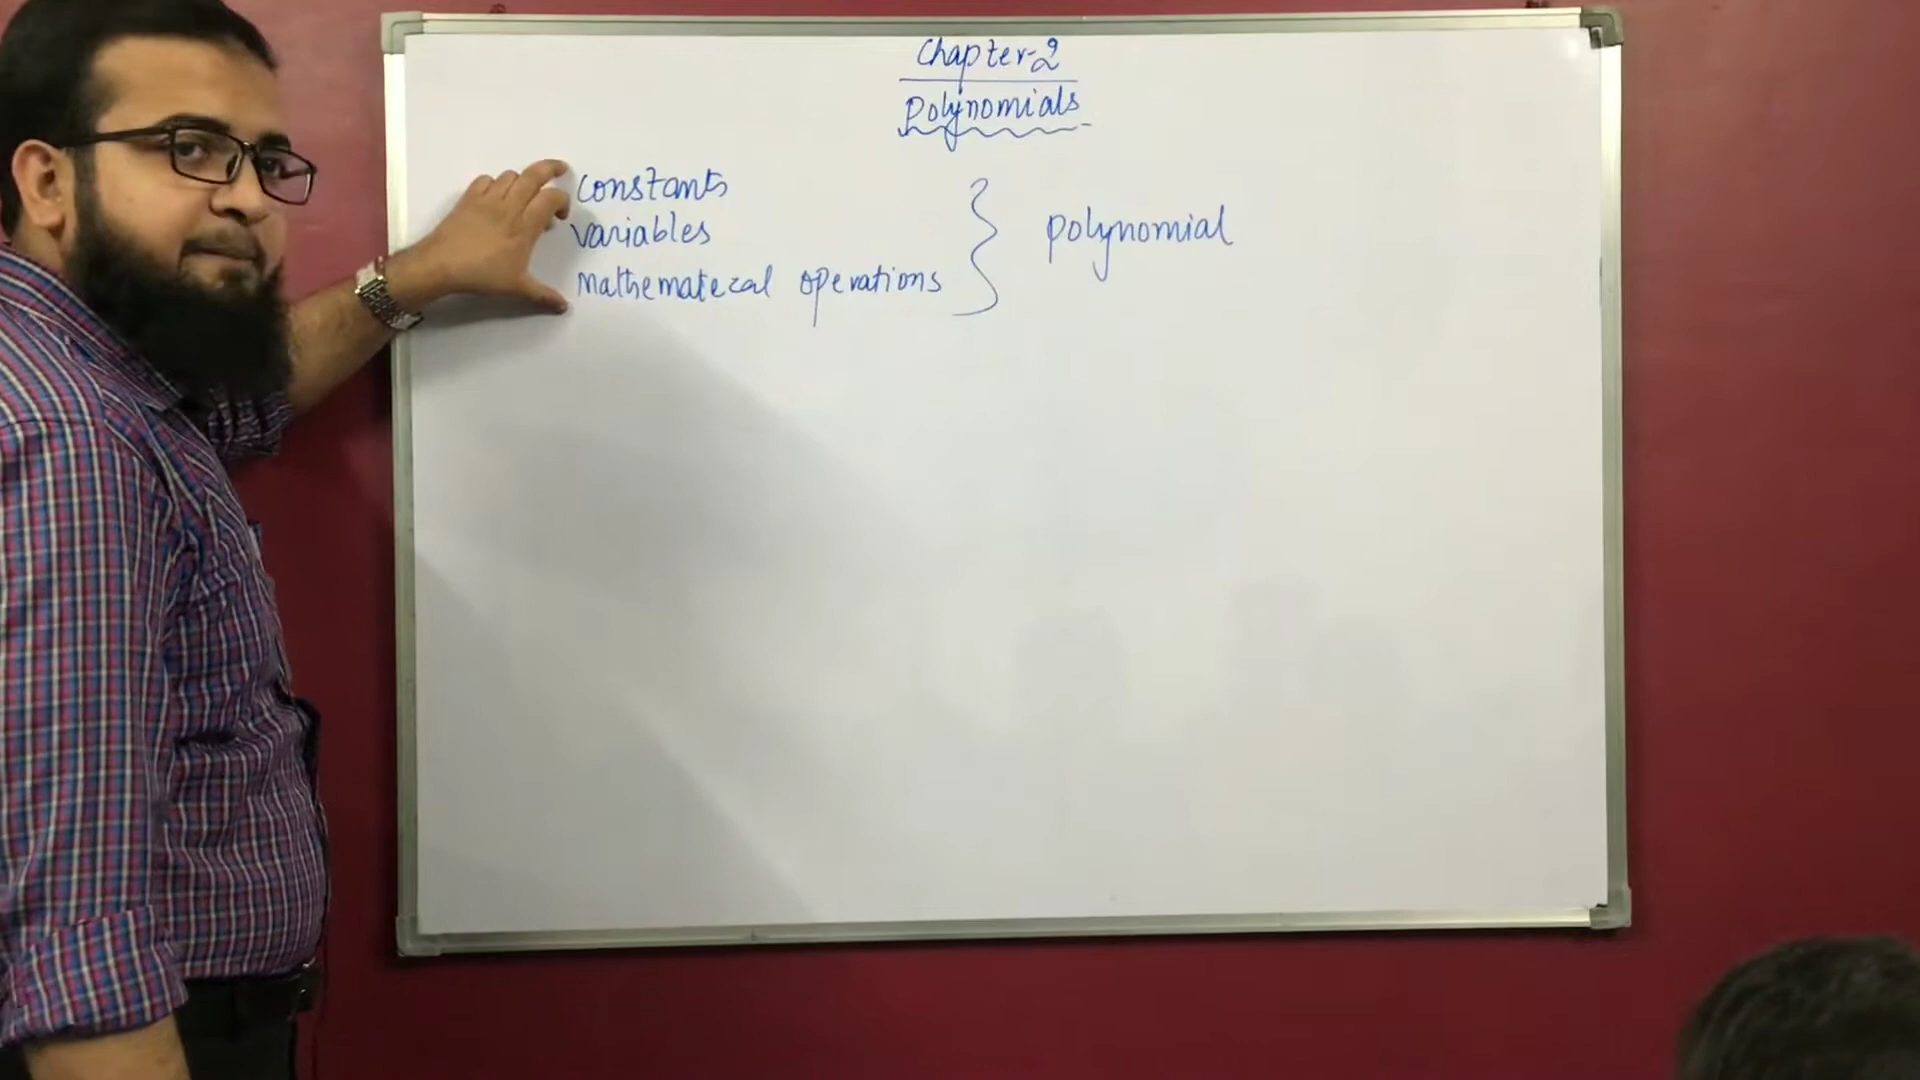 Chapter-2
Polynomials
constants
variables
Mathematecal operations
polynomial